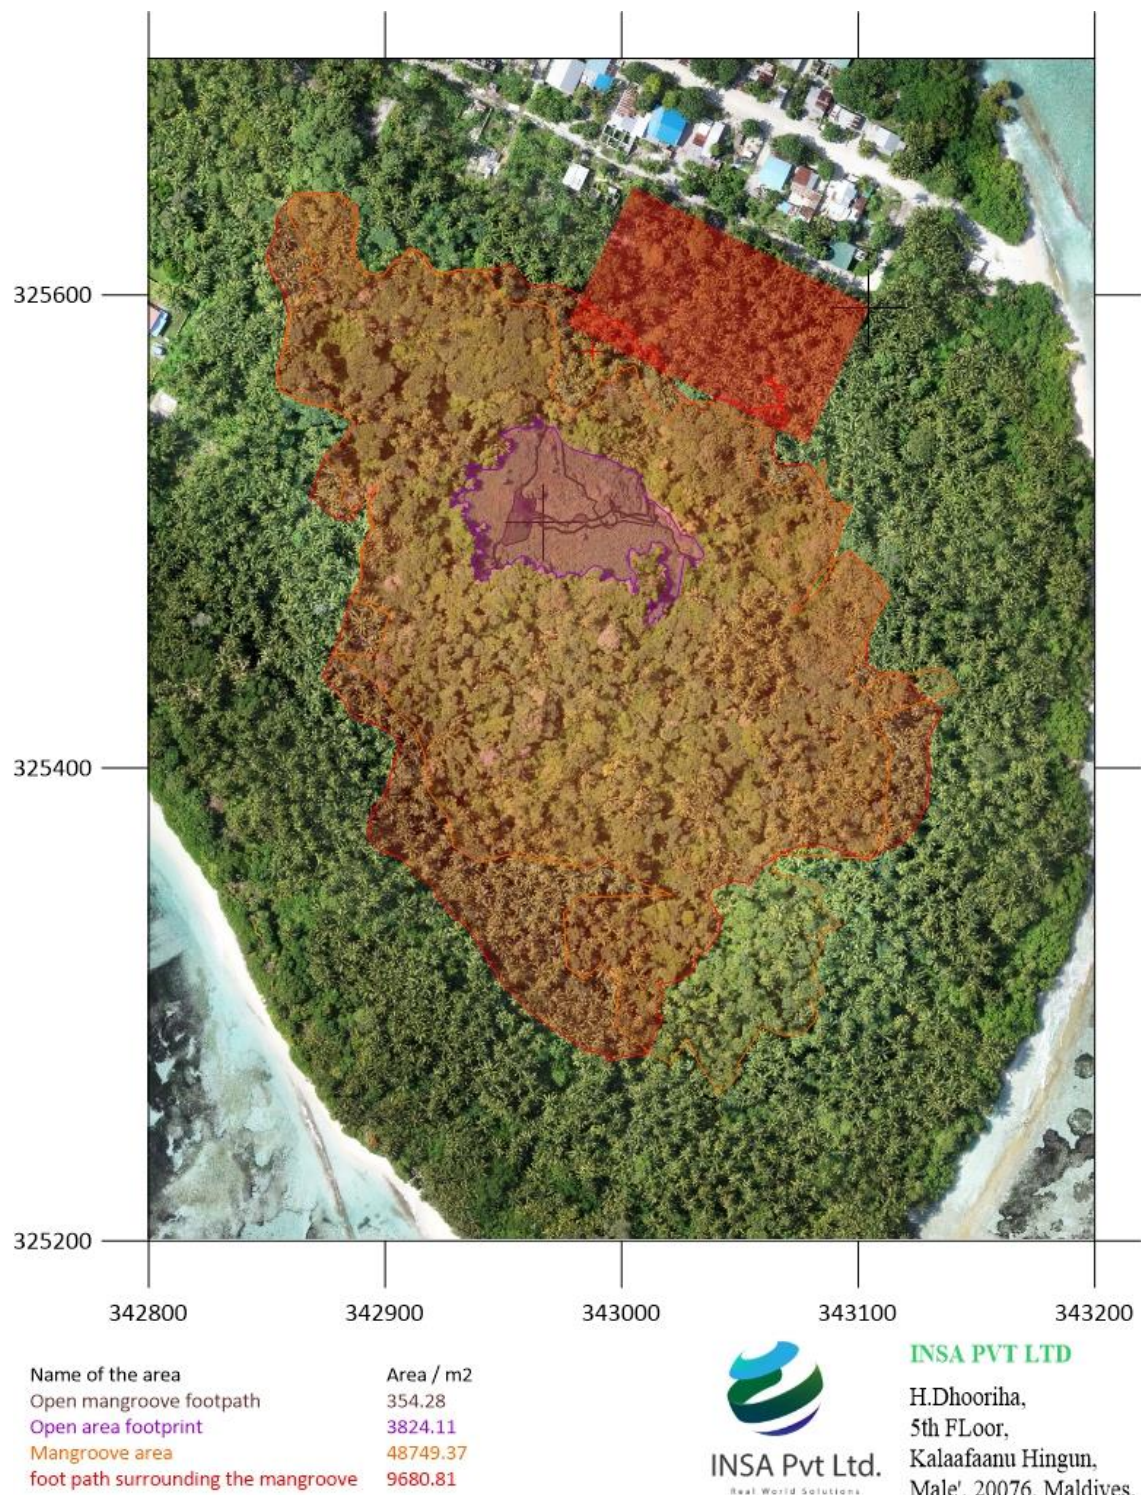 325600
325400
325200
342800 342900 343000 343100 343200
Name of the area Area / m2
Open mangroove footpath 354.28
Open area footprint 3824.11
Mangroove area 48749.37
foot path surrounding the mangroove 9680.81
INSA Pvt Ltd.
Real World Solutions
INSA PVT LTD
H.Dhooriha,
5th FLoor,
Kalaafaanu Hingun,
Male', 20076, Maldives.